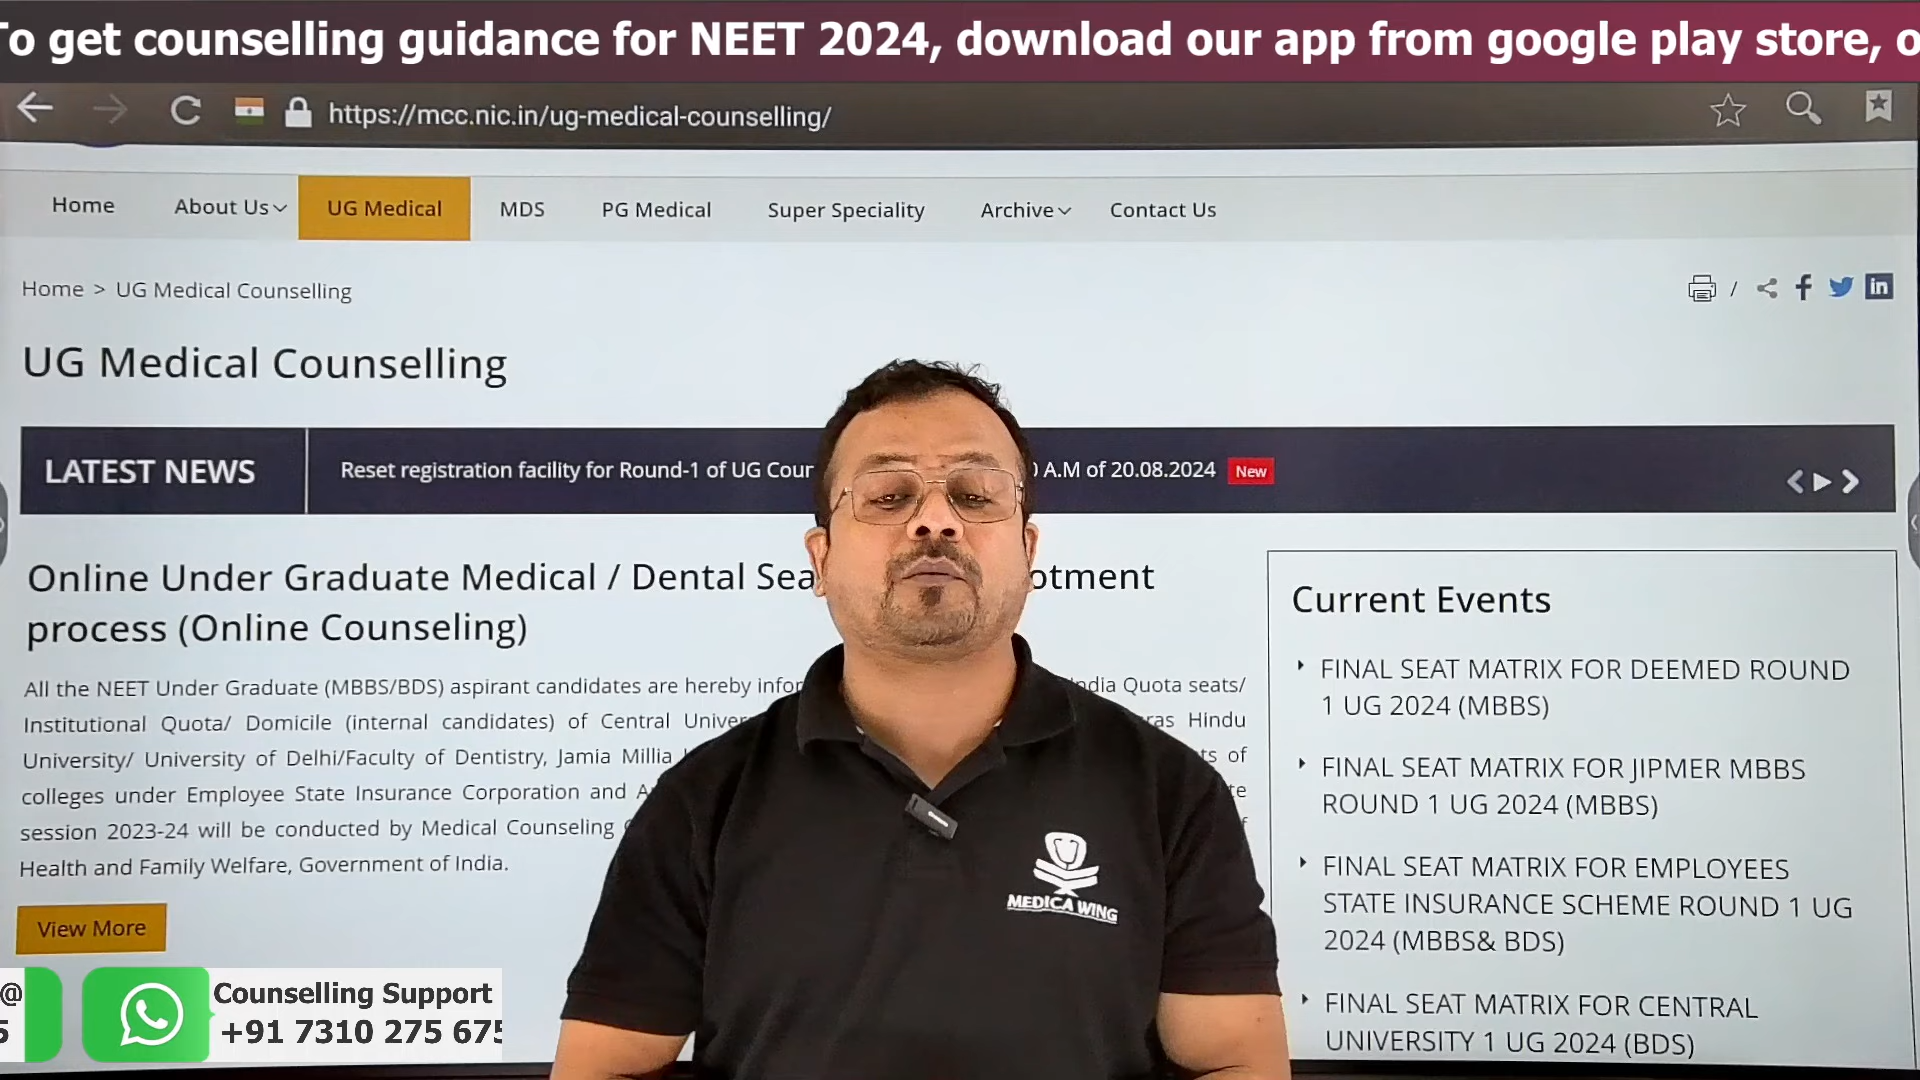 To get counselling guidance for NEET 2024, download our app from google play store, o
https://mcc.nic.in/ug-medical-counselling/
Home About Us UG Medical MDS PG Medical Super Speciality Archive Contact Us
Home > UG Medical Counselling
/
UG Medical Counselling
LATEST NEWS
Reset registration facility for Round-1 of UG Cour
A.M of 20.08.2024 New
Online Under Graduate Medical / Dental Sea
otment
process (Online Counseling)
All the NEET Under Graduate (MBBS/BDS) aspirant candidates are hereby infor
ndia Quota seats/
Institutional Quota/ Domicile (internal candidates) of Central Univer
ras Hindu
University/ University of Delhi/Faculty of Dentistry, Jamia Millia
ts of
colleges under Employee State Insurance Corporation and A
te
session 2023-24 will be conducted by Medical Counseling
f
Health and Family Welfare, Government of India.
View More
Current Events
FINAL SEAT MATRIX FOR DEEMED ROUND
1 UG 2024 (MBBS)
FINAL SEAT MATRIX FOR JIPMER MBBS
ROUND 1 UG 2024 (MBBS)
FINAL SEAT MATRIX FOR EMPLOYEES
STATE INSURANCE SCHEME ROUND 1 UG
2024 (MBBS& BDS)
FINAL SEAT MATRIX FOR CENTRAL
UNIVERSITY 1 UG 2024 (BDS)
MEDICA WING
@
5
Counselling Support
+91 7310 275 675